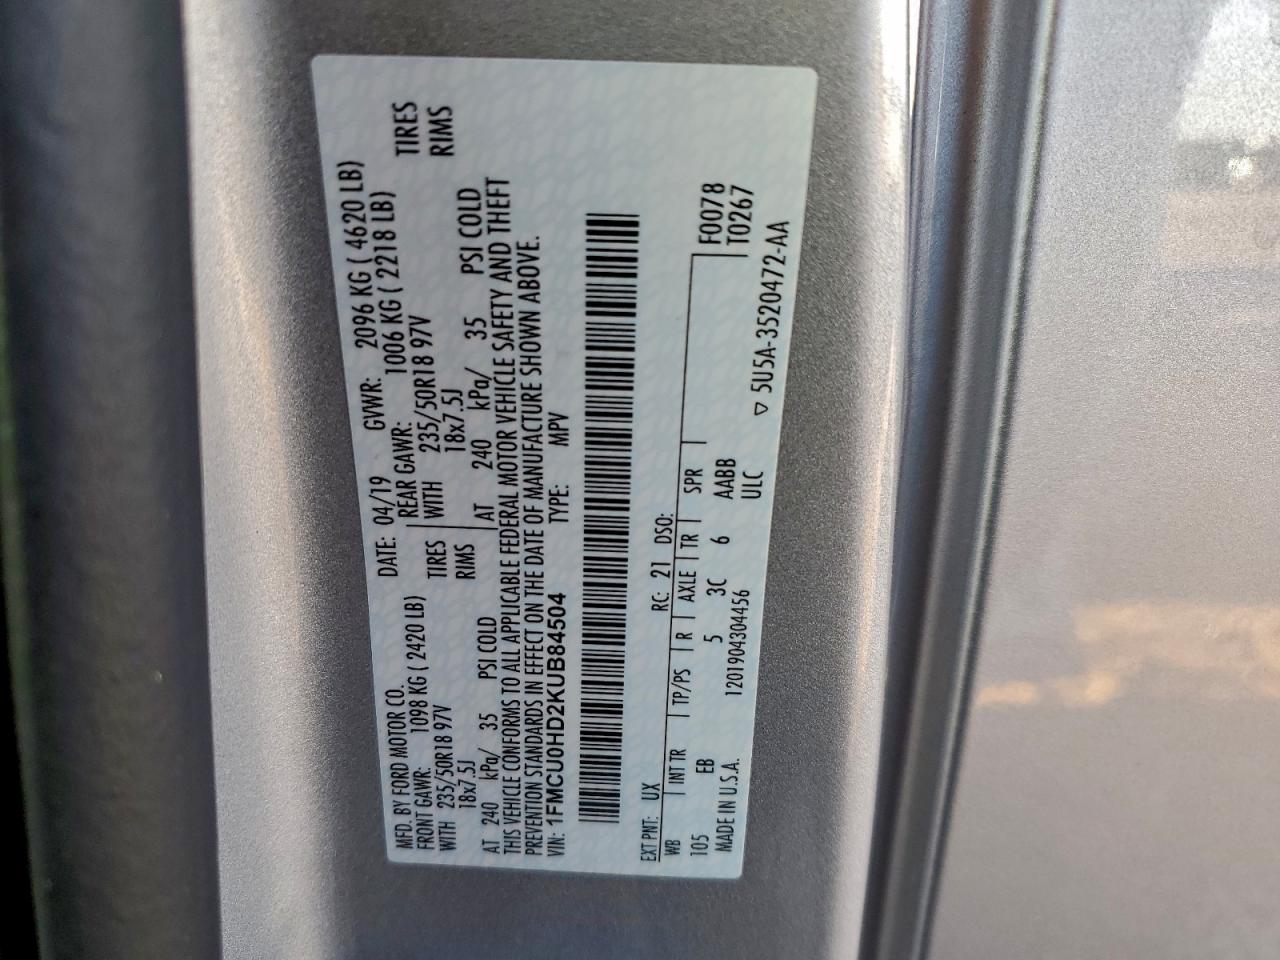 MFD. BY FORD MOTOR CO. DATE: 04/19 GVWR: 2096 KG ( 4620 LB)
FRONT GAWR: 1098 KG ( 2420 LB) REAR GAWR: 1006 KG ( 2218 LB)
WITH 235/50R18 97V TIRES WITH 235/50R18 97V TIRES
18x7.5J RIMS 18x7.5J RIMS
AT 240 kPa/ 35 PSI COLD AT 240 kPa/ 35 PSI COLD
THIS VEHICLE CONFORMS TO ALL APPLICABLE FEDERAL MOTOR VEHICLE SAFETY AND THEFT
PREVENTION STANDARDS IN EFFECT ON THE DATE OF MANUFACTURE SHOWN ABOVE.
VIN: 1FMCU0HD2KUB84504 TYPE: MPV
EXT PNT: UX RC: 21 DSO:
WB INT TR TP/PS R AXLE TR SPR F0078
105 EB 5 3C 6 AABB T0267
MADE IN U.S.A. 1201904304456 ULC
▽ 5U5A-3520472-AA